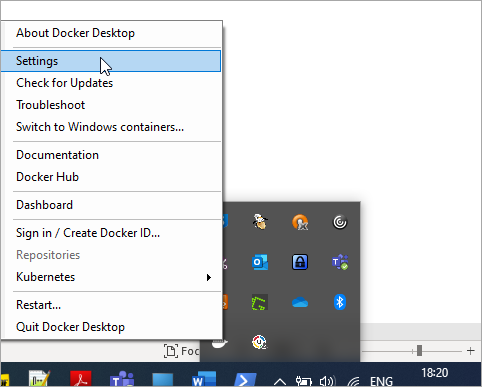 About Docker Desktop
Settings
Check for Updates
Troubleshoot
Switch to Windows containers...
Documentation
Docker Hub
Dashboard
Sign in / Create Docker ID...
Repositories
Kubernetes
Restart...
Quit Docker Desktop
Foc
ENG
18:20